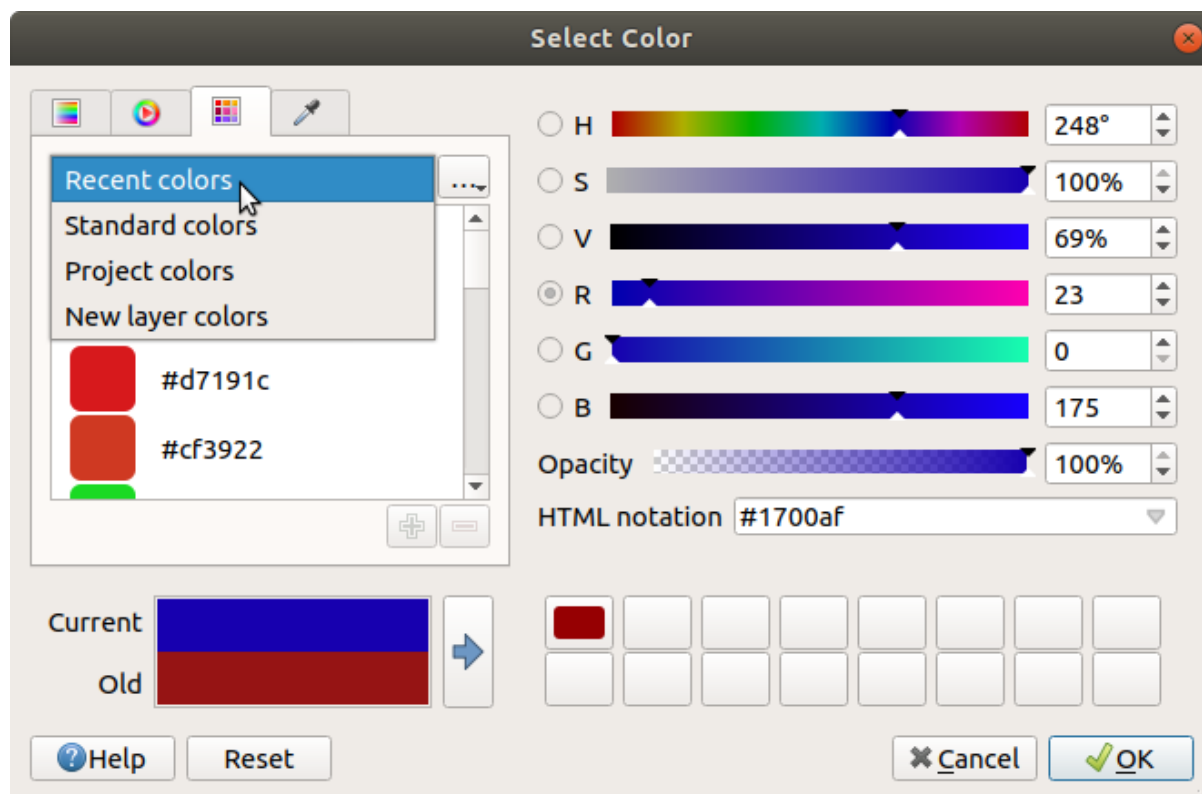 Select Color
Recent colors
...
Standard colors
Project colors
New layer colors
#d7191c
#cf3922
H 248°
S 100%
V 69%
R 23
G 0
B 175
Opacity 100%
HTML notation #1700af
Current
Old
Help Reset Cancel OK